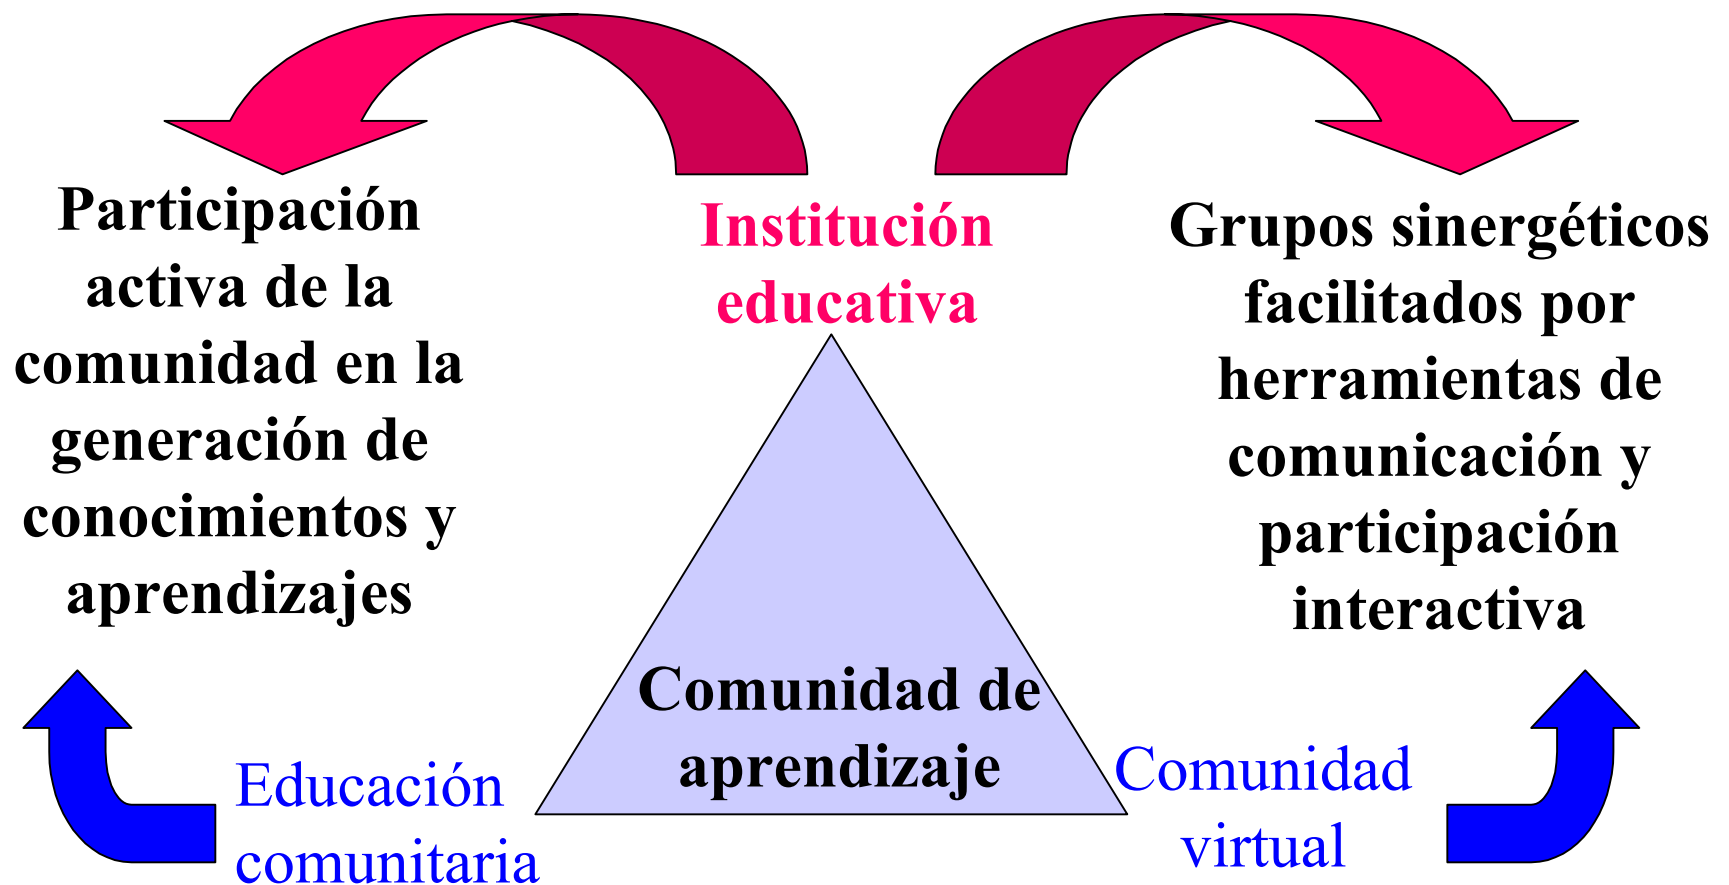 Participación
activa de la
comunidad en la
generación de
conocimientos y
aprendizajes
Institución
educativa
Grupos sinergéticos
facilitados por
herramientas de
comunicación y
participación
interactiva
Comunidad de
aprendizaje
Educación
comunitaria
Comunidad
virtual